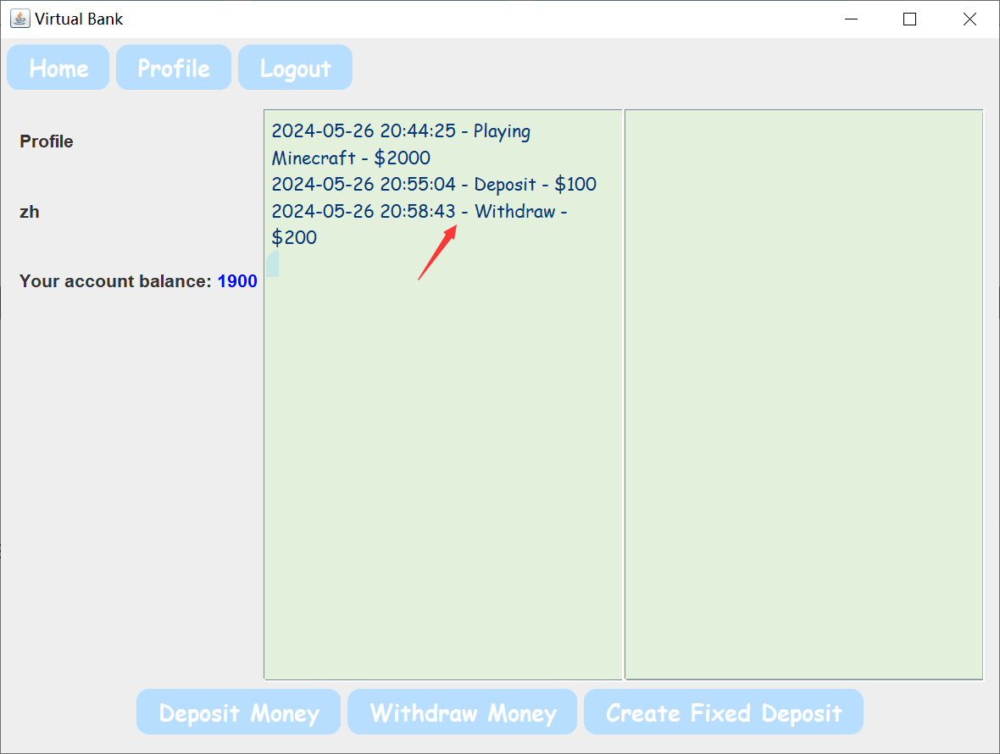 Virtual Bank
Home Profile Logout
Profile
zh
Your account balance: 1900
2024-05-26 20:44:25 - Playing
Minecraft - $2000
2024-05-26 20:55:04 - Deposit - $100
2024-05-26 20:58:43 - Withdraw -
$200
Deposit Money Withdraw Money Create Fixed Deposit